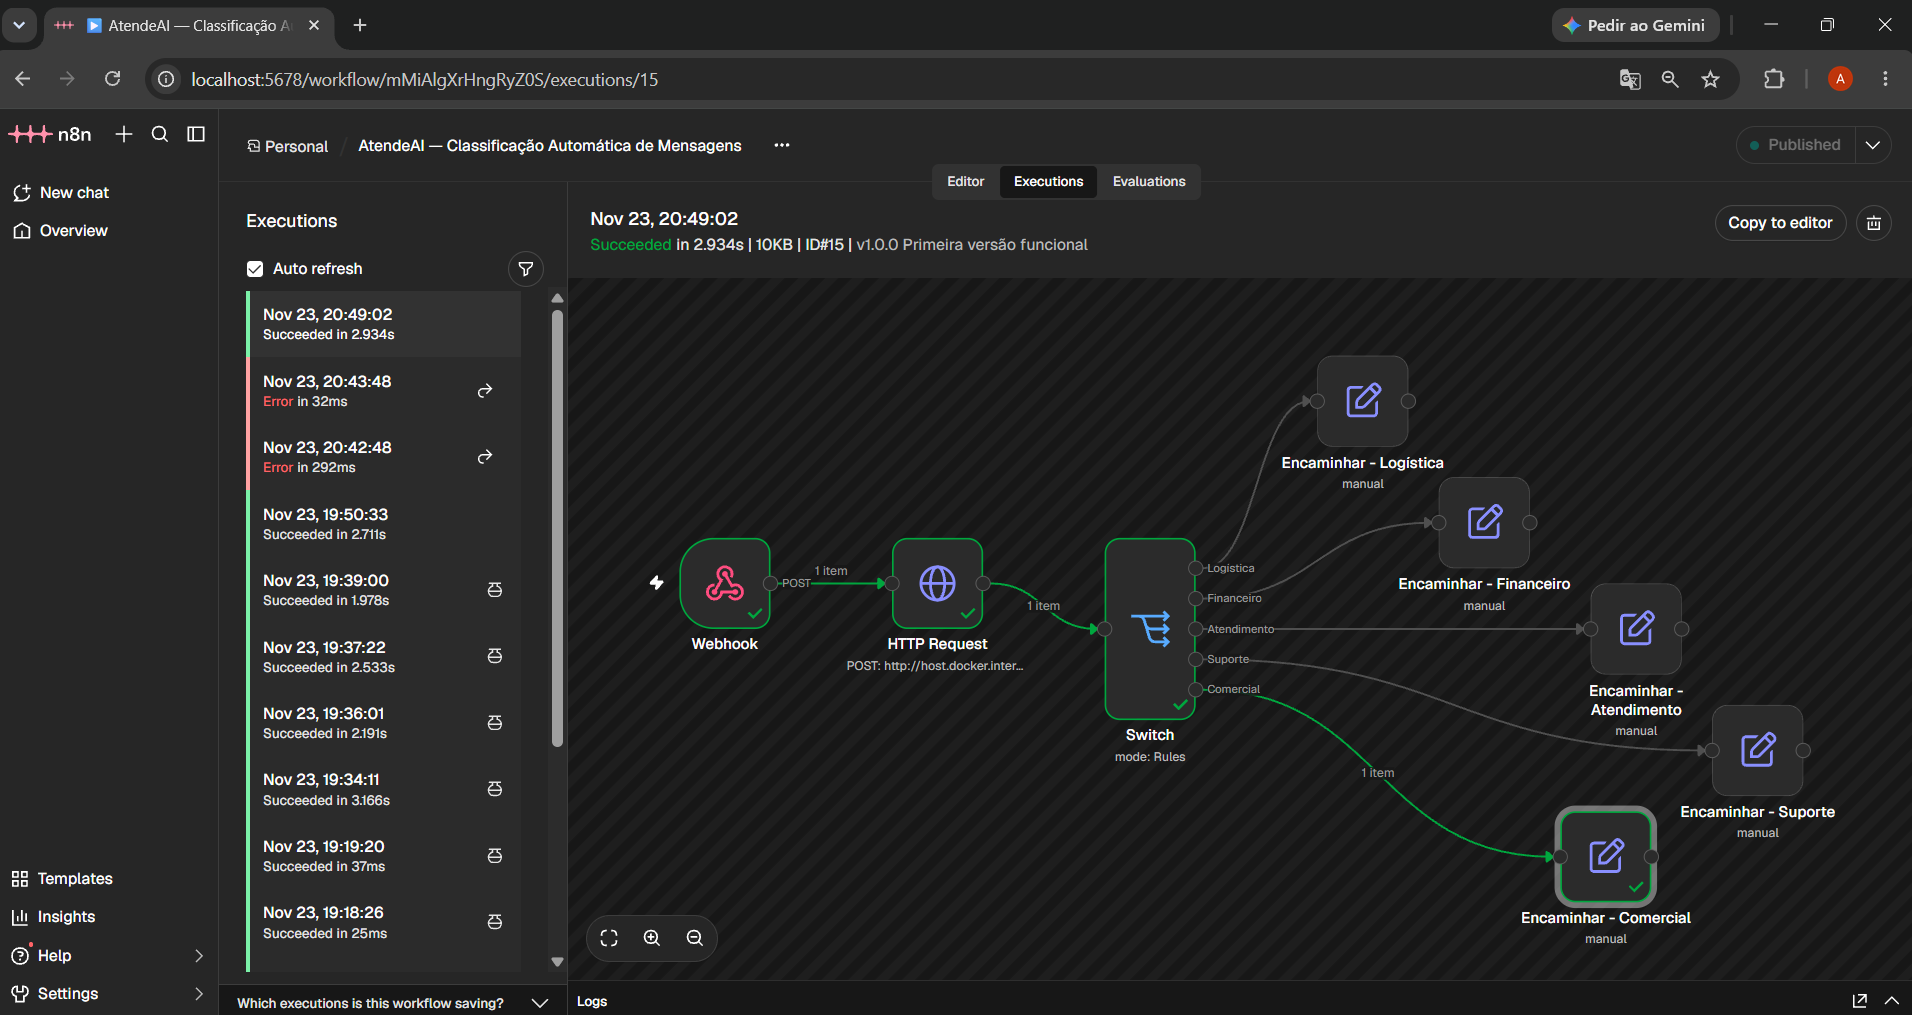 AtendeAI — Classificação A
Pedir ao Gemini
localhost:5678/workflow/mMiAlgXrHngRyZ0S/executions/15
A
n8n
Personal / AtendeAI — Classificação Automática de Mensagens ...
Published
New chat
Overview
Editor
Executions
Evaluations
Executions
Auto refresh
Nov 23, 20:49:02
Succeeded in 2.934s
Nov 23, 20:43:48
Error in 32ms
Nov 23, 20:42:48
Error in 292ms
Nov 23, 19:50:33
Succeeded in 2.711s
Nov 23, 19:39:00
Succeeded in 1.978s
Nov 23, 19:37:22
Succeeded in 2.533s
Nov 23, 19:36:01
Succeeded in 2.191s
Nov 23, 19:34:11
Succeeded in 3.166s
Nov 23, 19:19:20
Succeeded in 37ms
Nov 23, 19:18:26
Succeeded in 25ms
Which executions is this workflow saving?
Nov 23, 20:49:02
Succeeded in 2.934s | 10KB | ID#15 | v1.0.0 Primeira versão funcional
Copy to editor
POST
1 item
Webhook
HTTP Request
POST: http://host.docker.inter...
1 item
Logística
Financeiro
Atendimento
Suporte
Comercial
Switch
mode: Rules
1 item
Encaminhar - Logística
manual
Encaminhar - Financeiro
manual
Encaminhar -
Atendimento
manual
Encaminhar - Suporte
manual
Encaminhar - Comercial
manual
Templates
Insights
Help
Settings
Logs